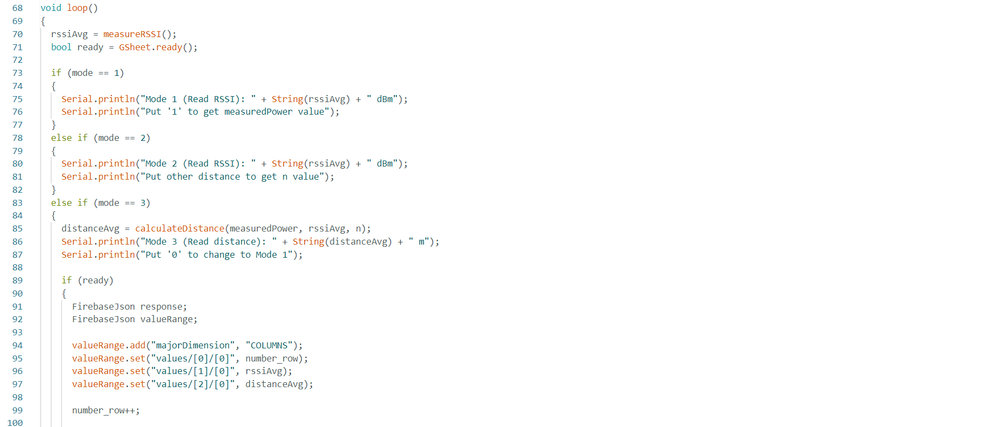 68 void loop()
69 {
70 rssiAvg = measureRSSI();
71 bool ready = GSheet.ready();
72
73 if (mode == 1)
74 {
75 Serial.println("Mode 1 (Read RSSI): " + String(rssiAvg) + " dBm");
76 Serial.println("Put '1' to get measuredPower value");
77 }
78 else if (mode == 2)
79 {
80 Serial.println("Mode 2 (Read RSSI): " + String(rssiAvg) + " dBm");
81 Serial.println("Put other distance to get n value");
82 }
83 else if (mode == 3)
84 {
85 distanceAvg = calculateDistance(measuredPower, rssiAvg, n);
86 Serial.println("Mode 3 (Read distance): " + String(distanceAvg) + " m");
87 Serial.println("Put '0' to change to Mode 1");
88
89 if (ready)
90 {
91 FirebaseJson response;
92 FirebaseJson valueRange;
93
94 valueRange.add("majorDimension", "COLUMNS");
95 valueRange.set("values/[0]/[0]", number_row);
96 valueRange.set("values/[1]/[0]", rssiAvg);
97 valueRange.set("values/[2]/[0]", distanceAvg);
98
99 number_row++;
100